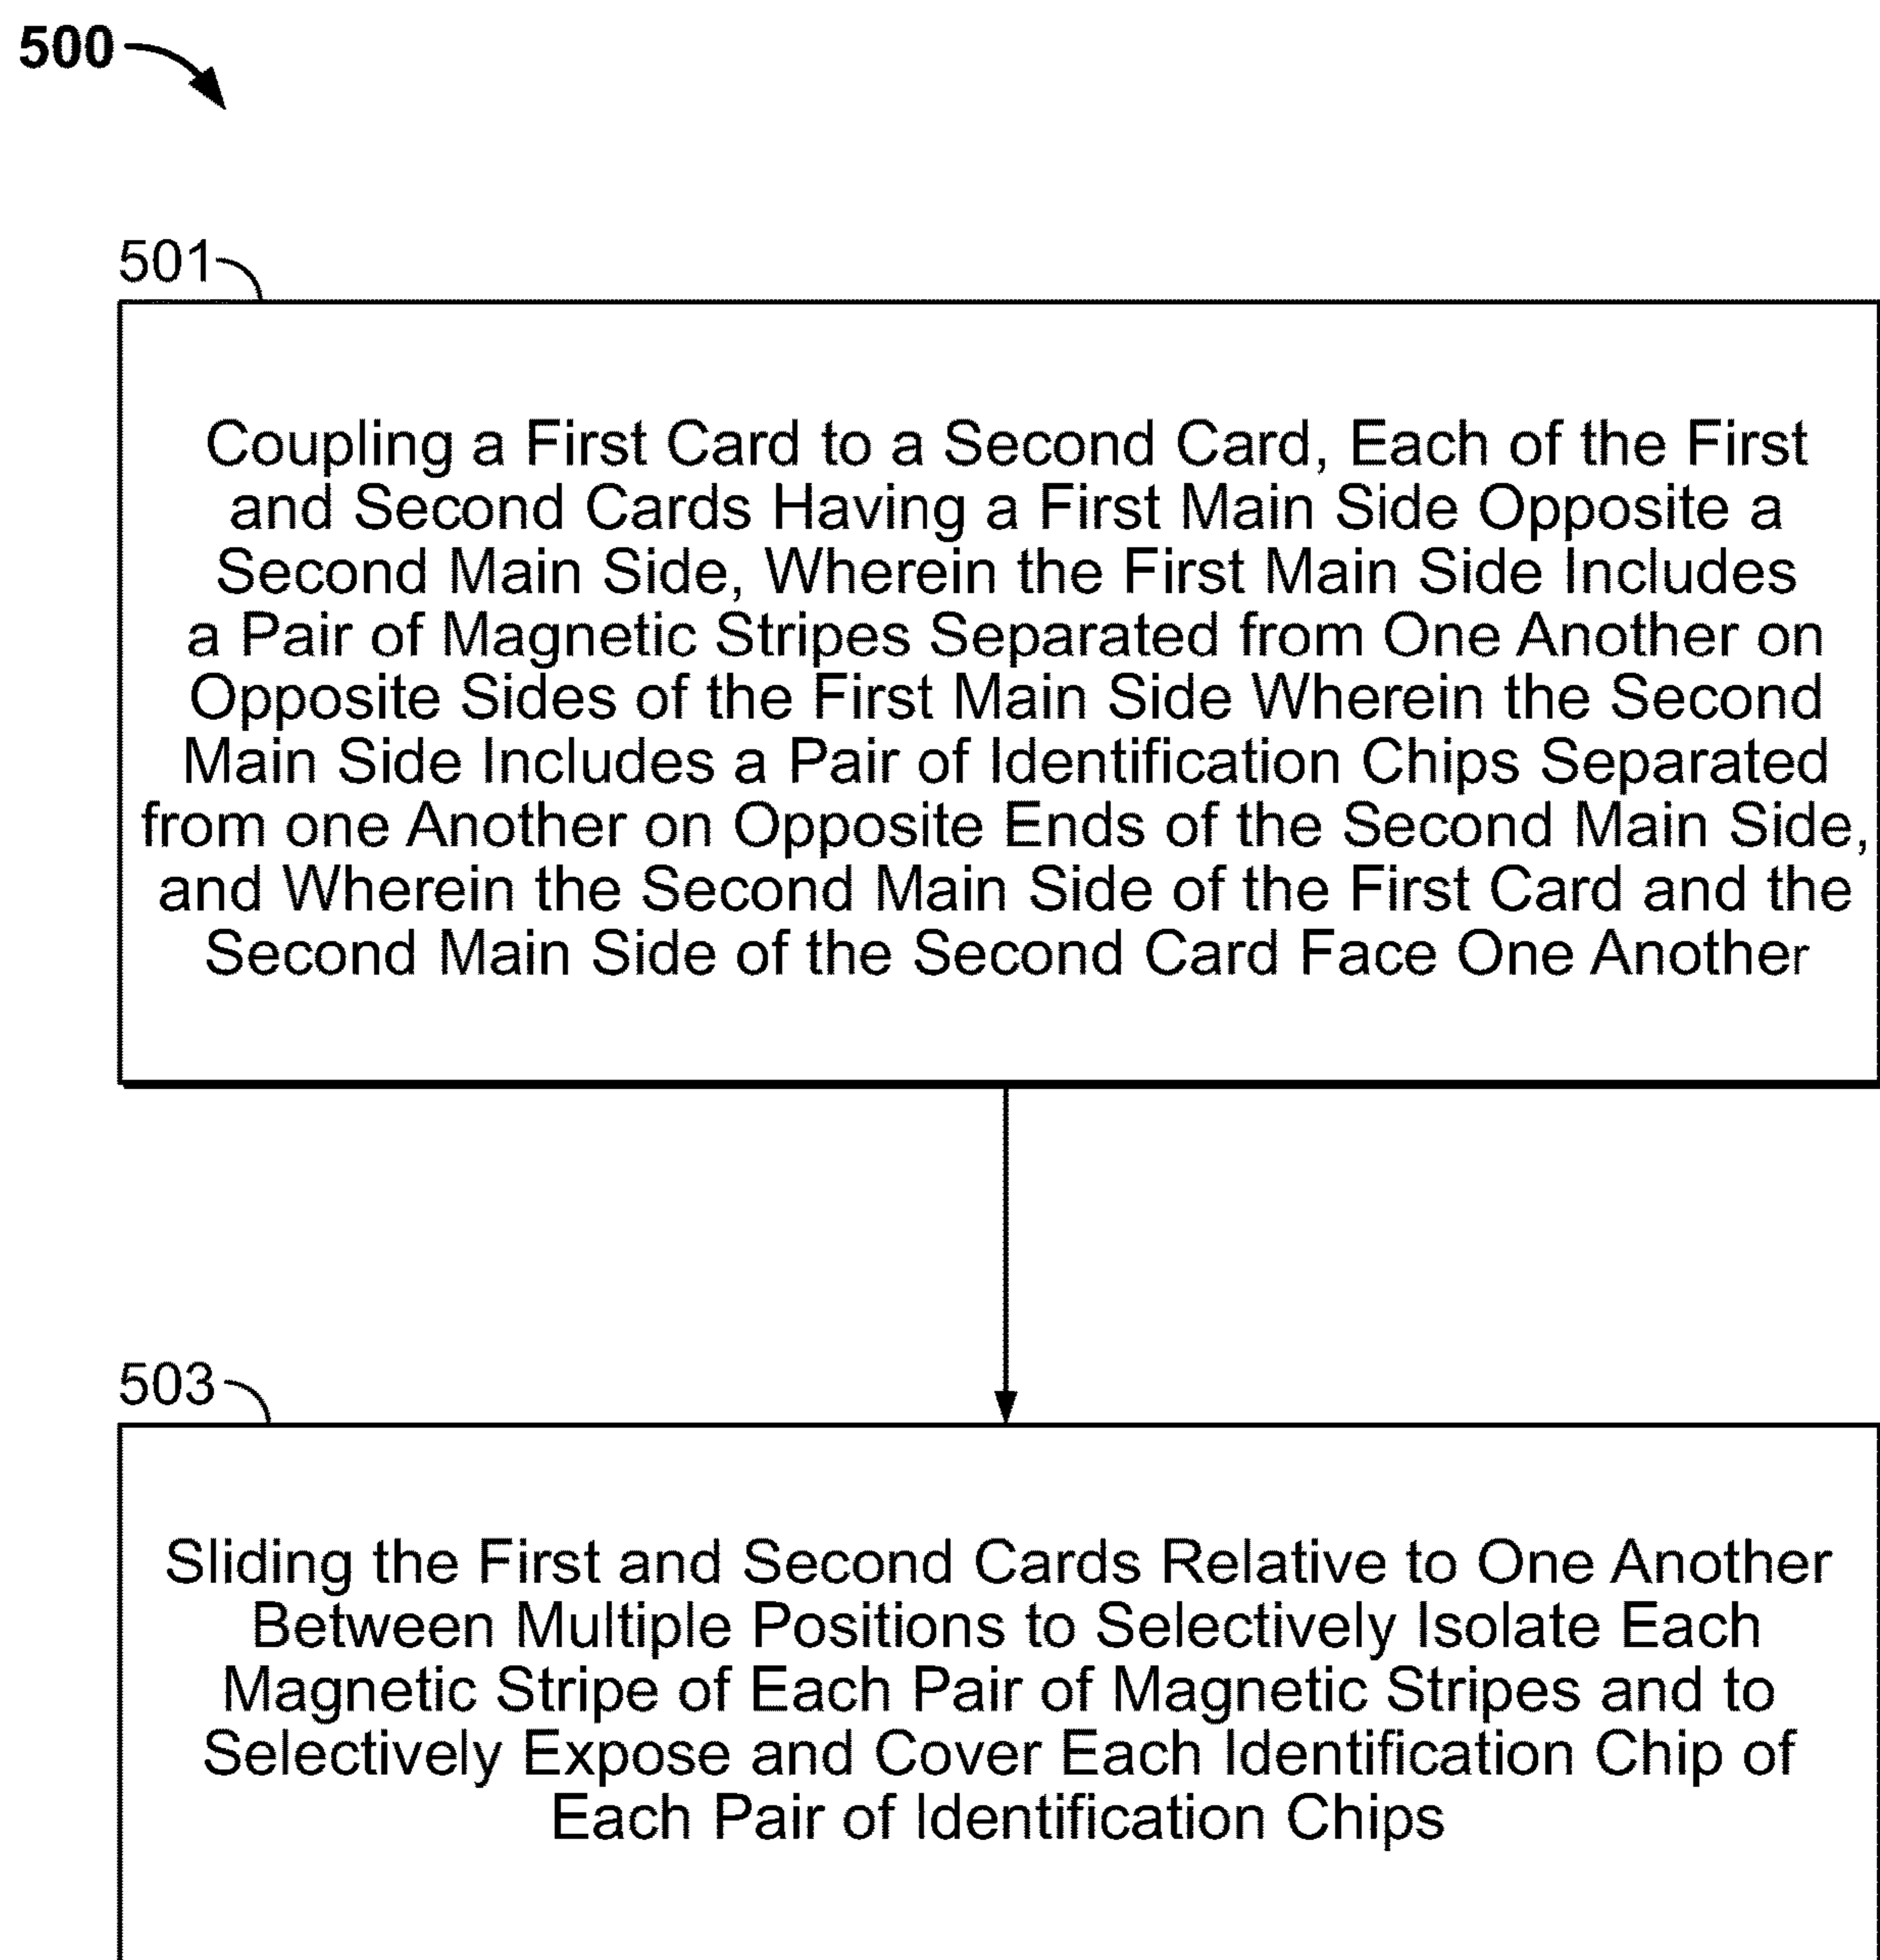 500
501
Coupling a First Card to a Second Card, Each of the First
and Second Cards Having a First Main Side Opposite a
Second Main Side, Wherein the First Main Side Includes
a Pair of Magnetic Stripes Separated from One Another on
Opposite Sides of the First Main Side Wherein the Second
Main Side Includes a Pair of Identification Chips Separated
from one Another on Opposite Ends of the Second Main Side,
and Wherein the Second Main Side of the First Card and the
Second Main Side of the Second Card Face One Another
503
Sliding the First and Second Cards Relative to One Another
Between Multiple Positions to Selectively Isolate Each
Magnetic Stripe of Each Pair of Magnetic Stripes and to
Selectively Expose and Cover Each Identification Chip of
Each Pair of Identification Chips